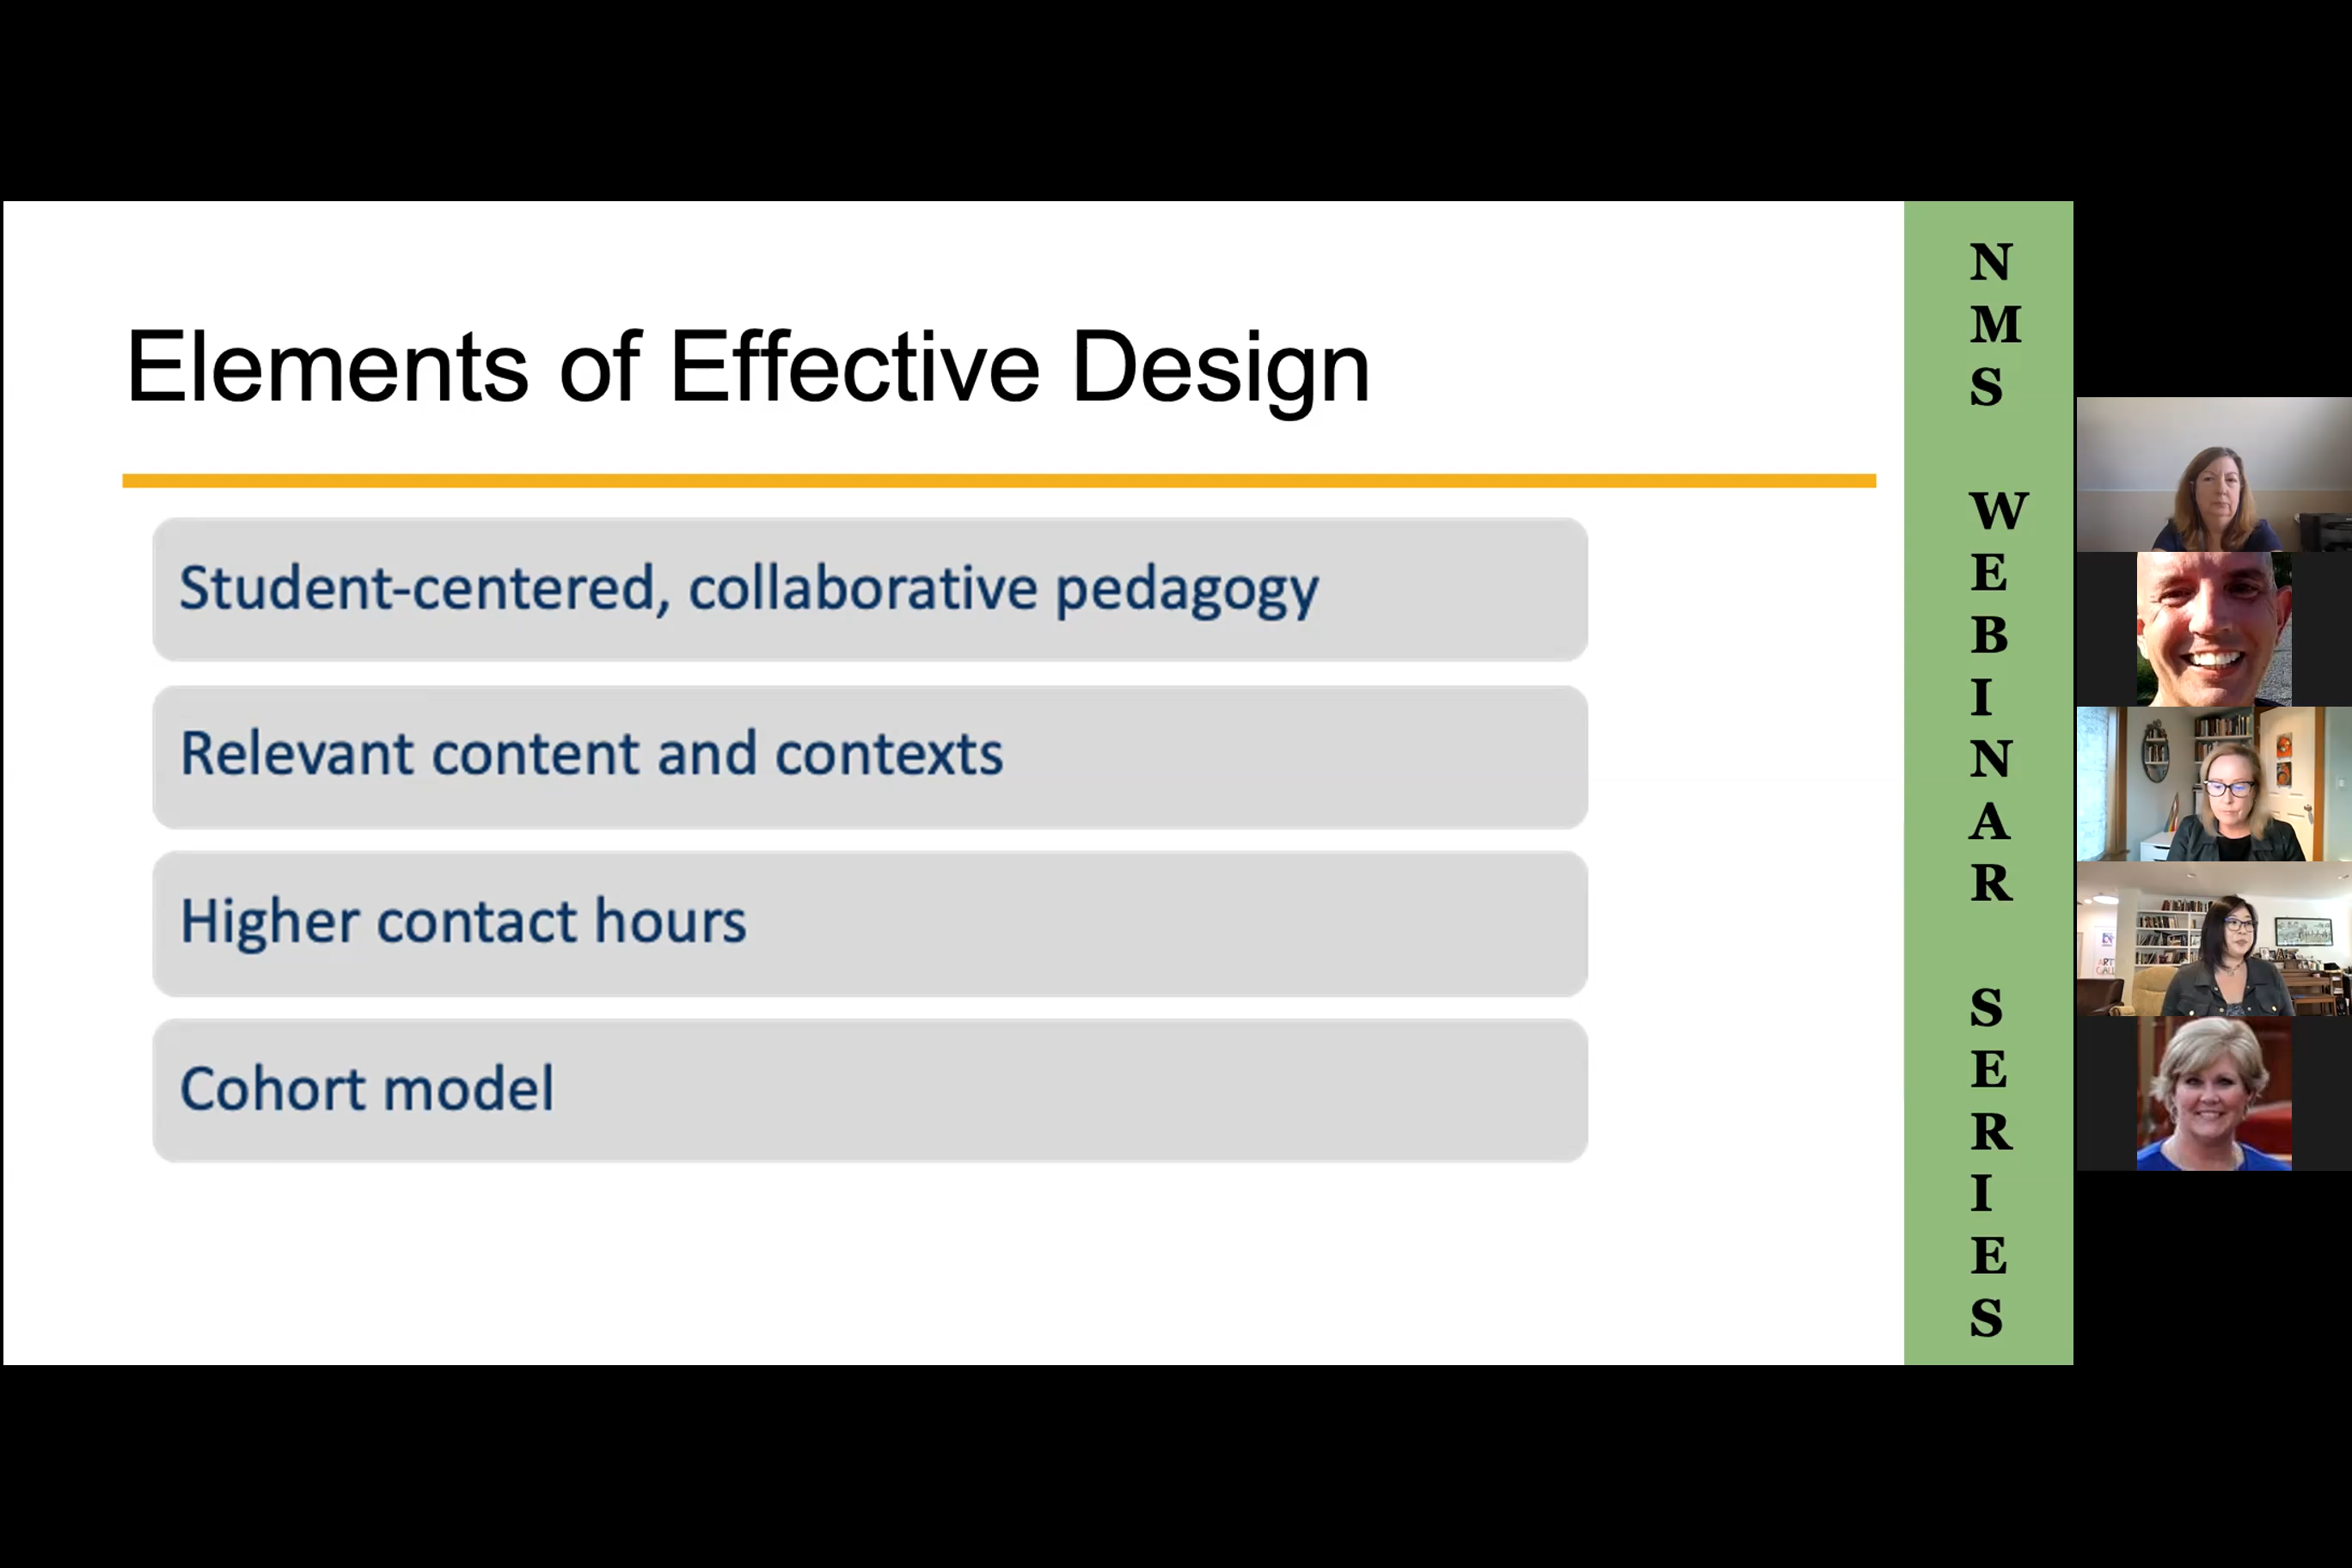 Elements of Effective Design
Student-centered, collaborative pedagogy
Relevant content and contexts
Higher contact hours
Cohort model
NMS WEBINAR SERIES
ART